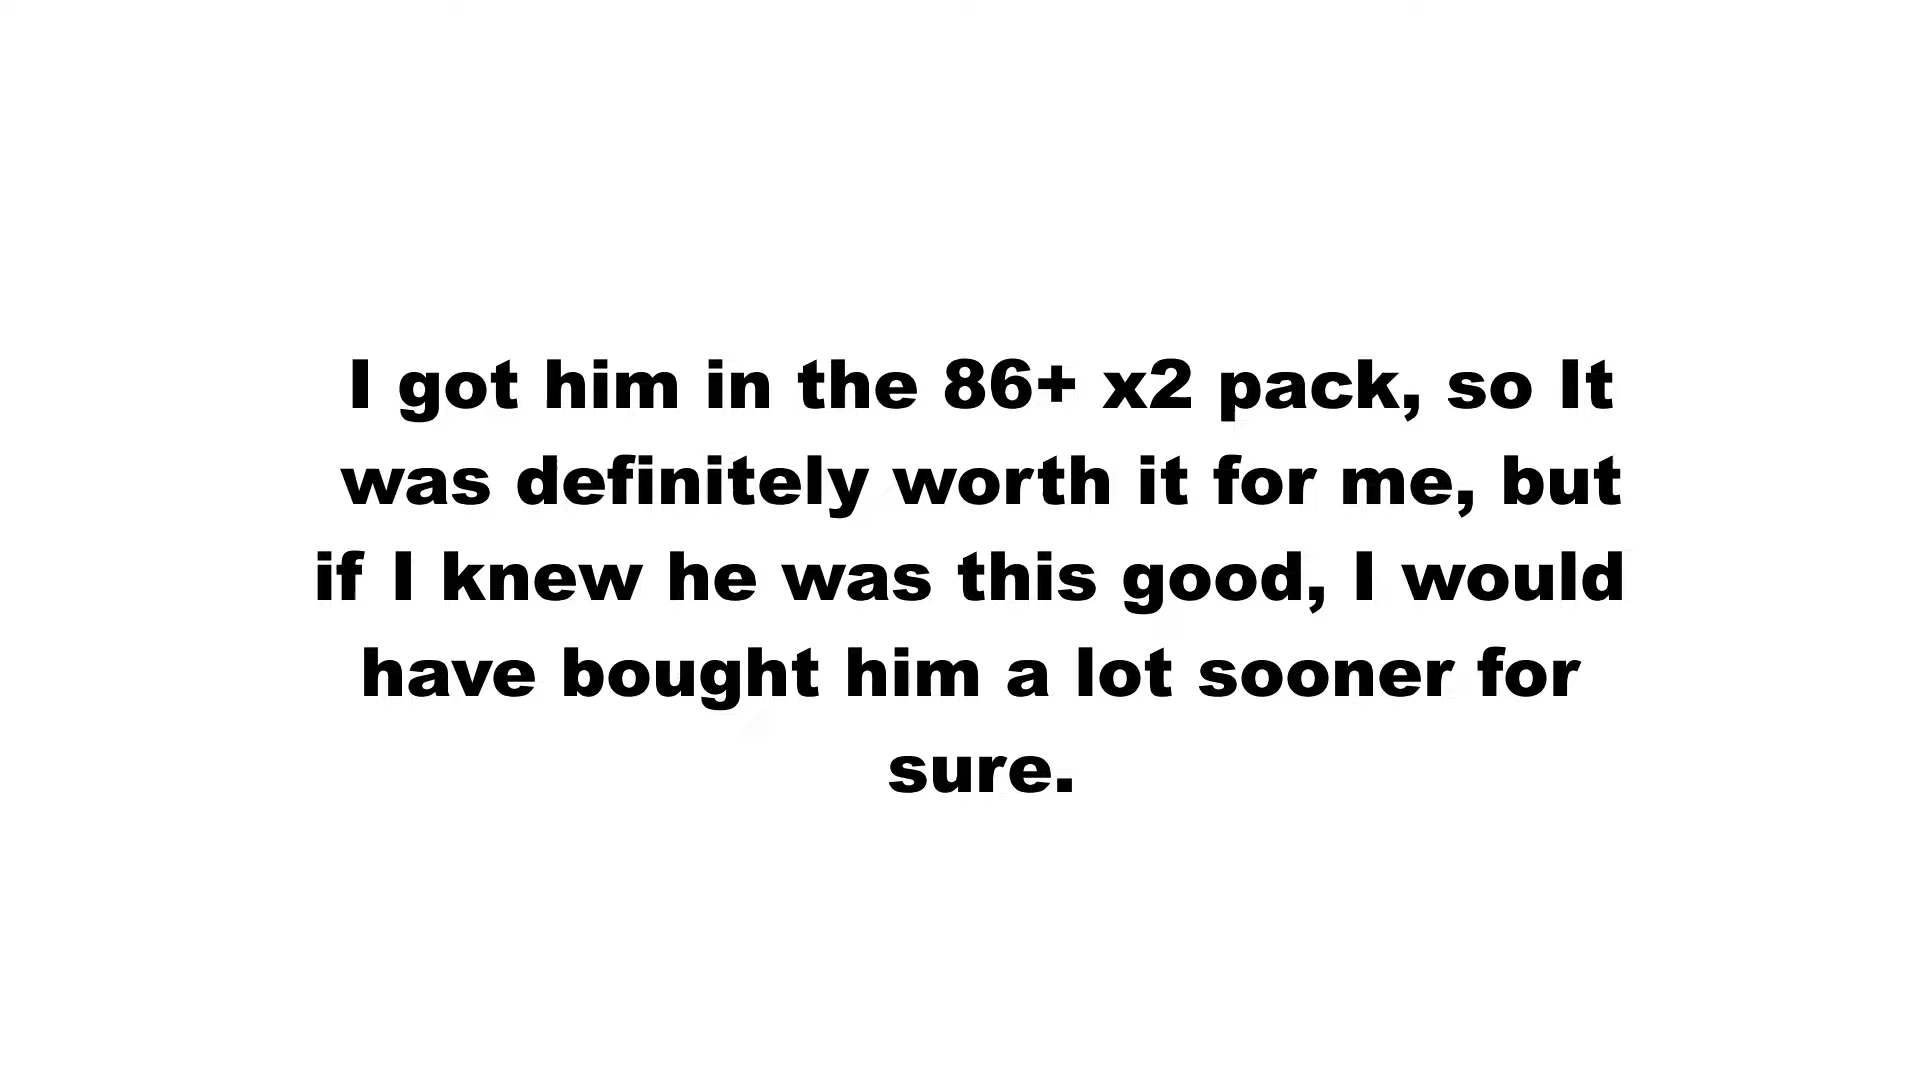 I got him in the 86+ x2 pack, so It
was definitely worth it for me, but
if I knew he was this good, I would
have bought him a lot sooner for
sure.